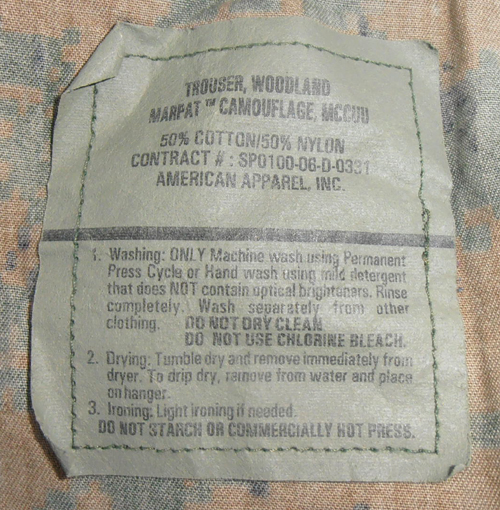 TROUSER, WOODLAND
MARPAT™ CAMOUFLAGE, MCCUU
50% COTTON/50% NYLON
CONTRACT # : SP0100-06-D-0331
AMERICAN APPAREL, INC.
1. Washing: ONLY Machine wash using Permanent
Press Cycle or Hand wash using mild detergent
that does NOT contain optical brighteners. Rinse
completely. Wash separately from other
clothing. DO NOT DRY CLEAN
DO NOT USE CHLORINE BLEACH.
2. Drying: Tumble dry and remove immediately from
dryer. To drip dry, remove from water and place
on hanger.
3. Ironing: Light ironing if needed.
DO NOT STARCH OR COMMERCIALLY HOT PRESS.